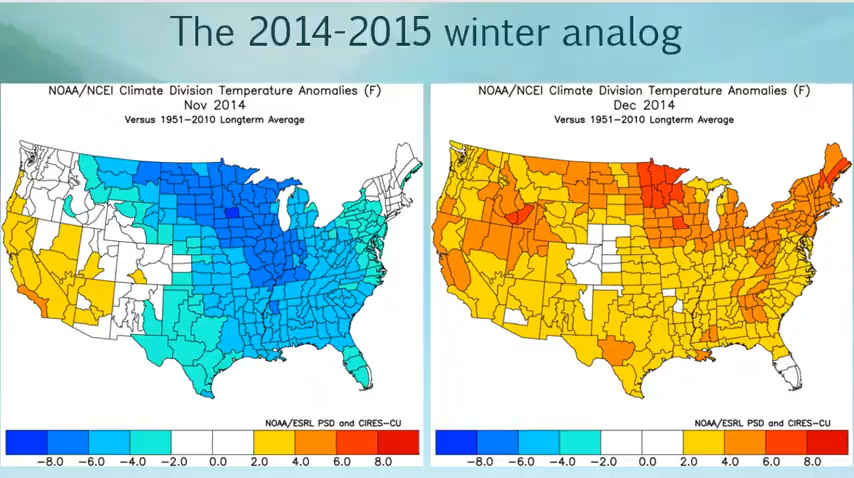 The 2014-2015 winter analog
NOAA/NCEI Climate Division Temperature Anomalies (F)
Nov 2014
Versus 1951-2010 Longterm Average
NOAA/ESRL PSD and CIRES-CU
-8.0 -6.0 -4.0 -2.0 0.0 2.0 4.0 6.0 8.0
NOAA/NCEI Climate Division Temperature Anomalies (F)
Dec 2014
Versus 1951-2010 Longterm Average
NOAA/ESRL PSD and CIRES-CU
-8.0 -6.0 -4.0 -2.0 0.0 2.0 4.0 6.0 8.0